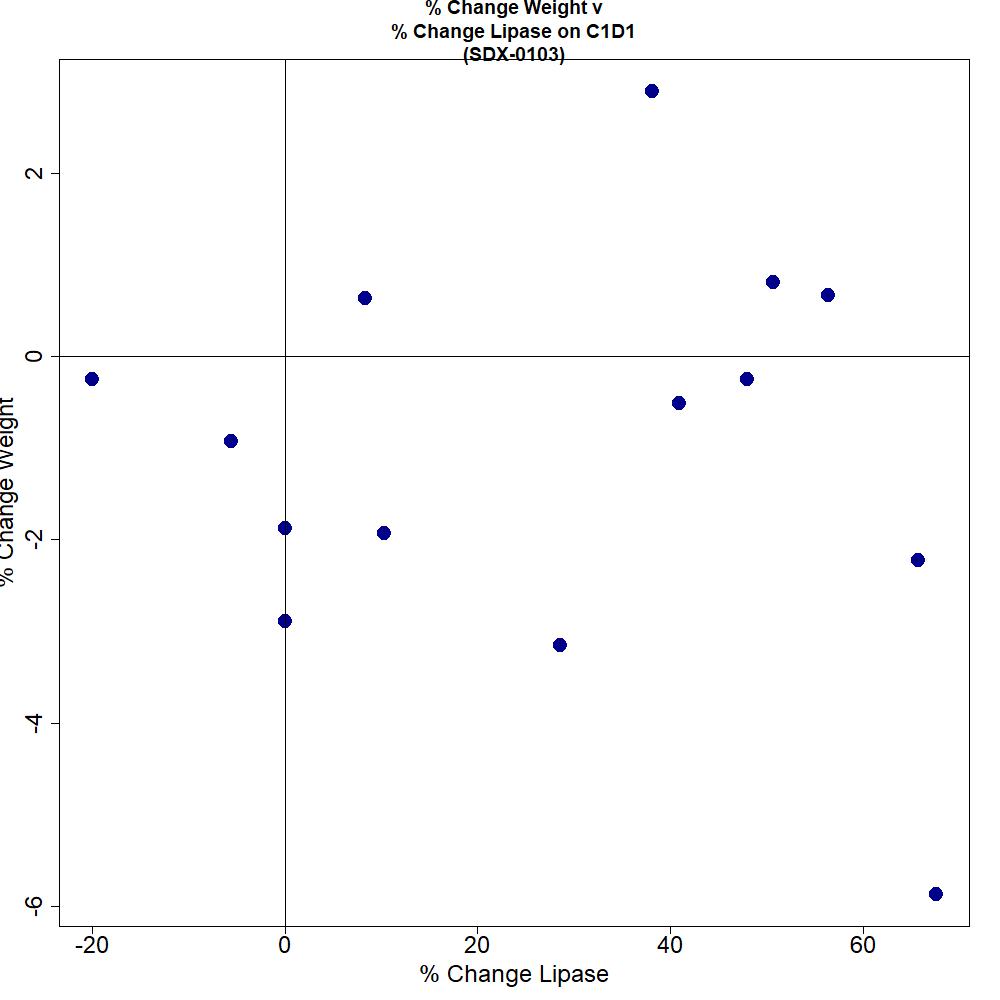 % Change Weight v
% Change Lipase on C1D1
(SDX-0103)
% Change Weight
2
0
-2
-4
-6
-20
0
20
40
60
% Change Lipase